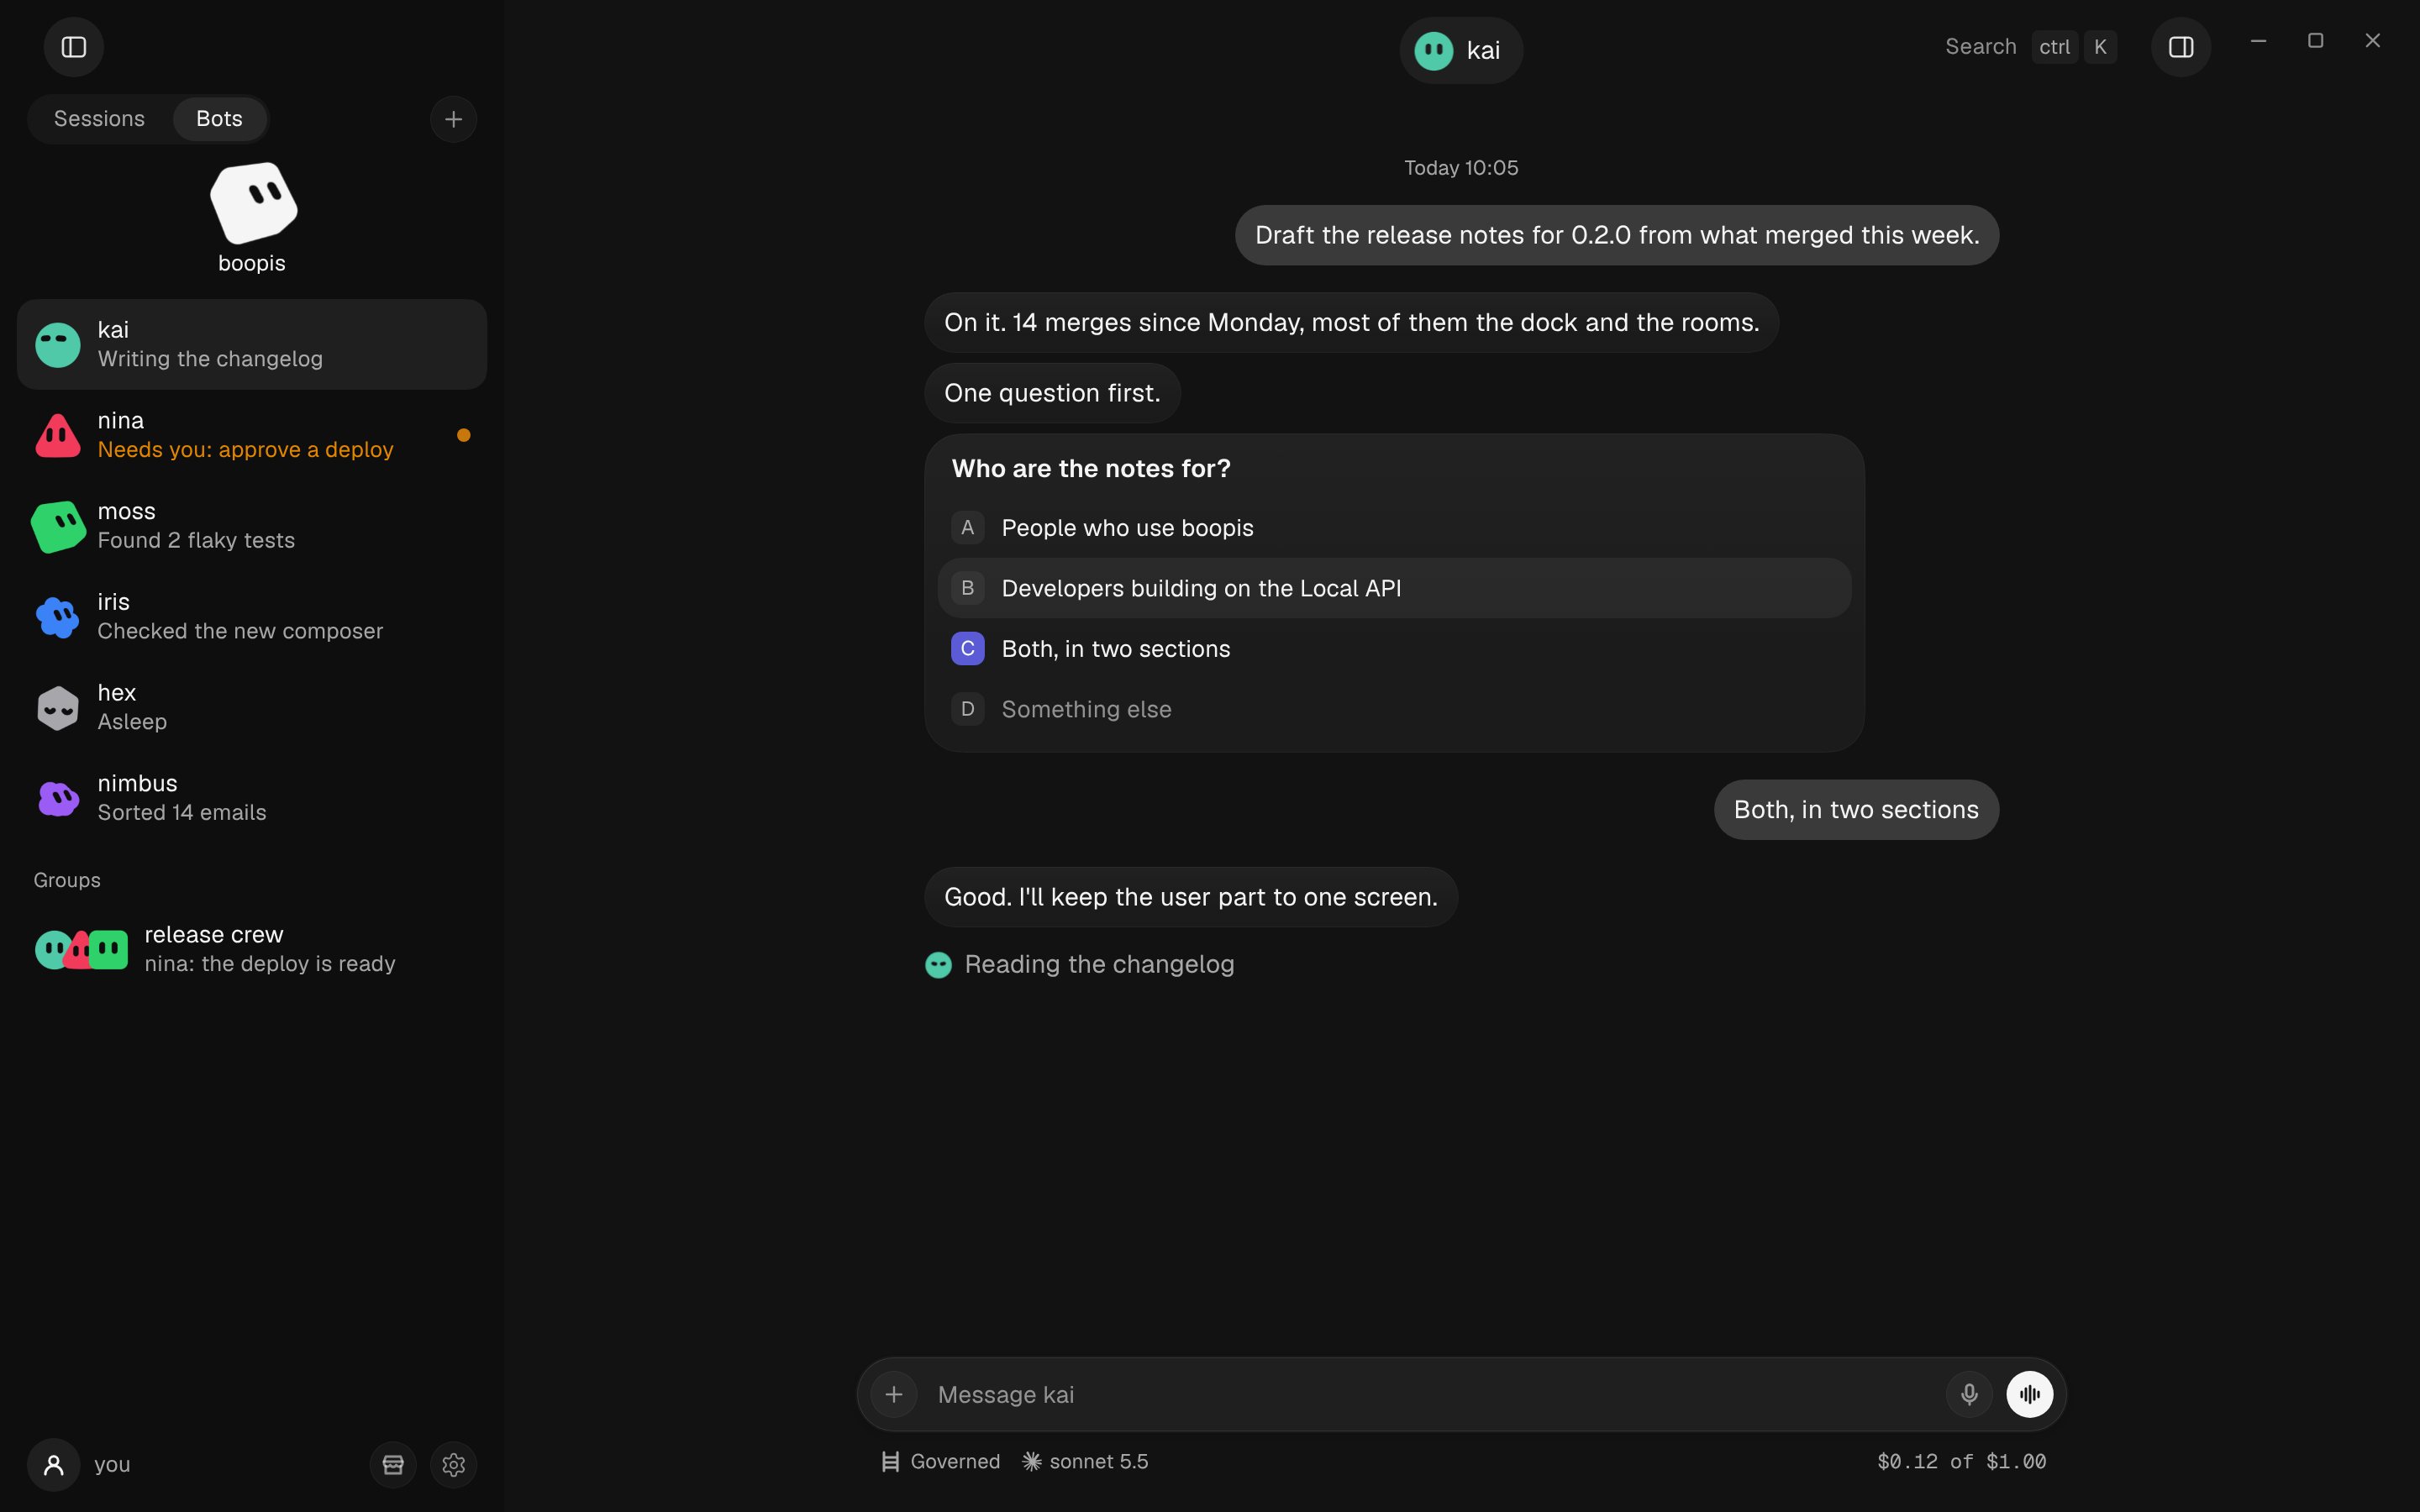 kai
Search ctrl K
Sessions Bots
boopis
kai
Writing the changelog
nina
Needs you: approve a deploy
moss
Found 2 flaky tests
iris
Checked the new composer
hex
Asleep
nimbus
Sorted 14 emails
Groups
release crew
nina: the deploy is ready
you
Today 10:05
Draft the release notes for 0.2.0 from what merged this week.
On it. 14 merges since Monday, most of them the dock and the rooms.
One question first.
Who are the notes for?
A People who use boopis
B Developers building on the Local API
C Both, in two sections
D Something else
Both, in two sections
Good. I'll keep the user part to one screen.
Reading the changelog
Message kai
Governed sonnet 5.5 $0.12 of $1.00